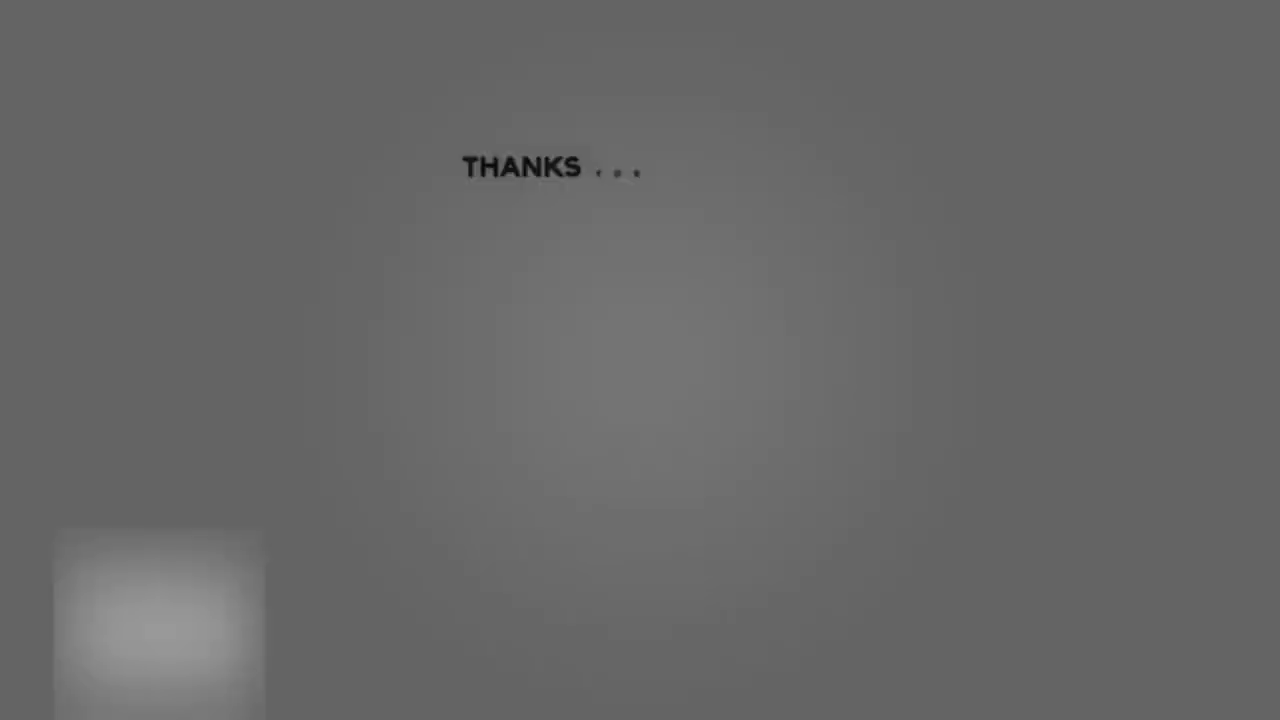 THANKS . . .